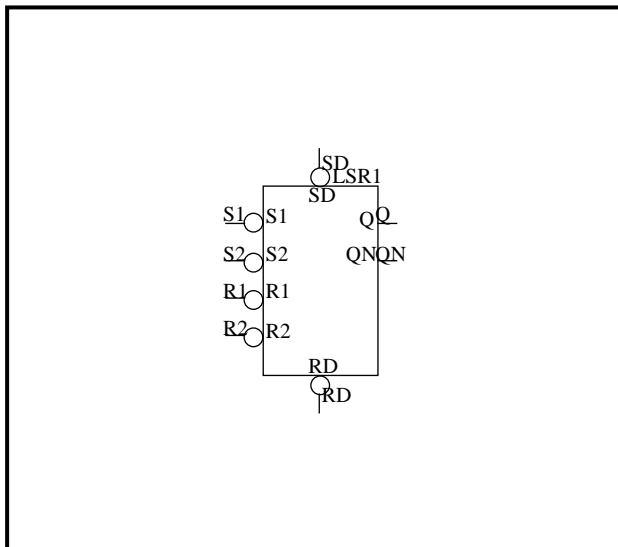 SD
LSR1
SD
S1 S1 Q Q
S2 S2 QN QN
R1 R1
R2 R2
RD
RD